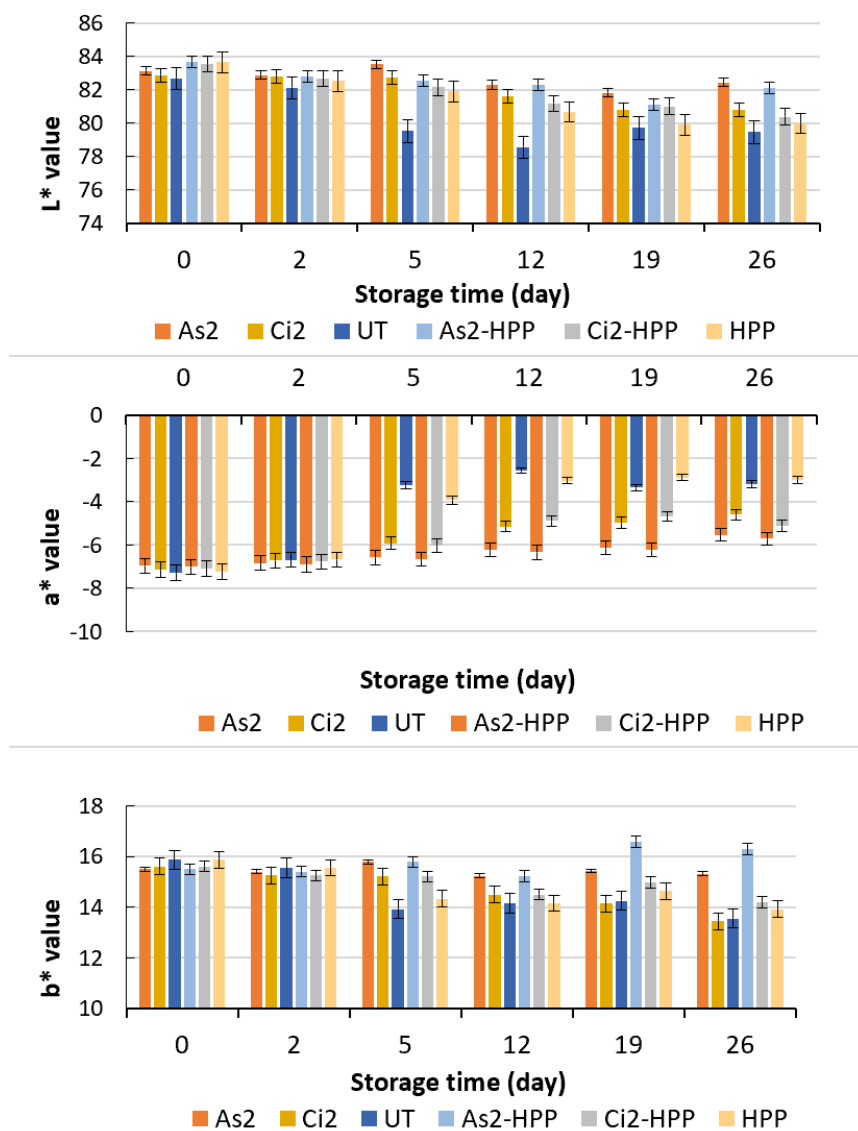 86
84
82
80
78
76
74
L* value
0 2 5 12 19 26
Storage time (day)
As2 Ci2 UT As2-HPP Ci2-HPP HPP
0 2 5 12 19 26
0
-2
-4
-6
-8
-10
a* value
Storage time (day)
As2 Ci2 UT As2-HPP Ci2-HPP HPP
18
16
14
12
10
b* value
0 2 5 12 19 26
Storage time (day)
As2 Ci2 UT As2-HPP Ci2-HPP HPP